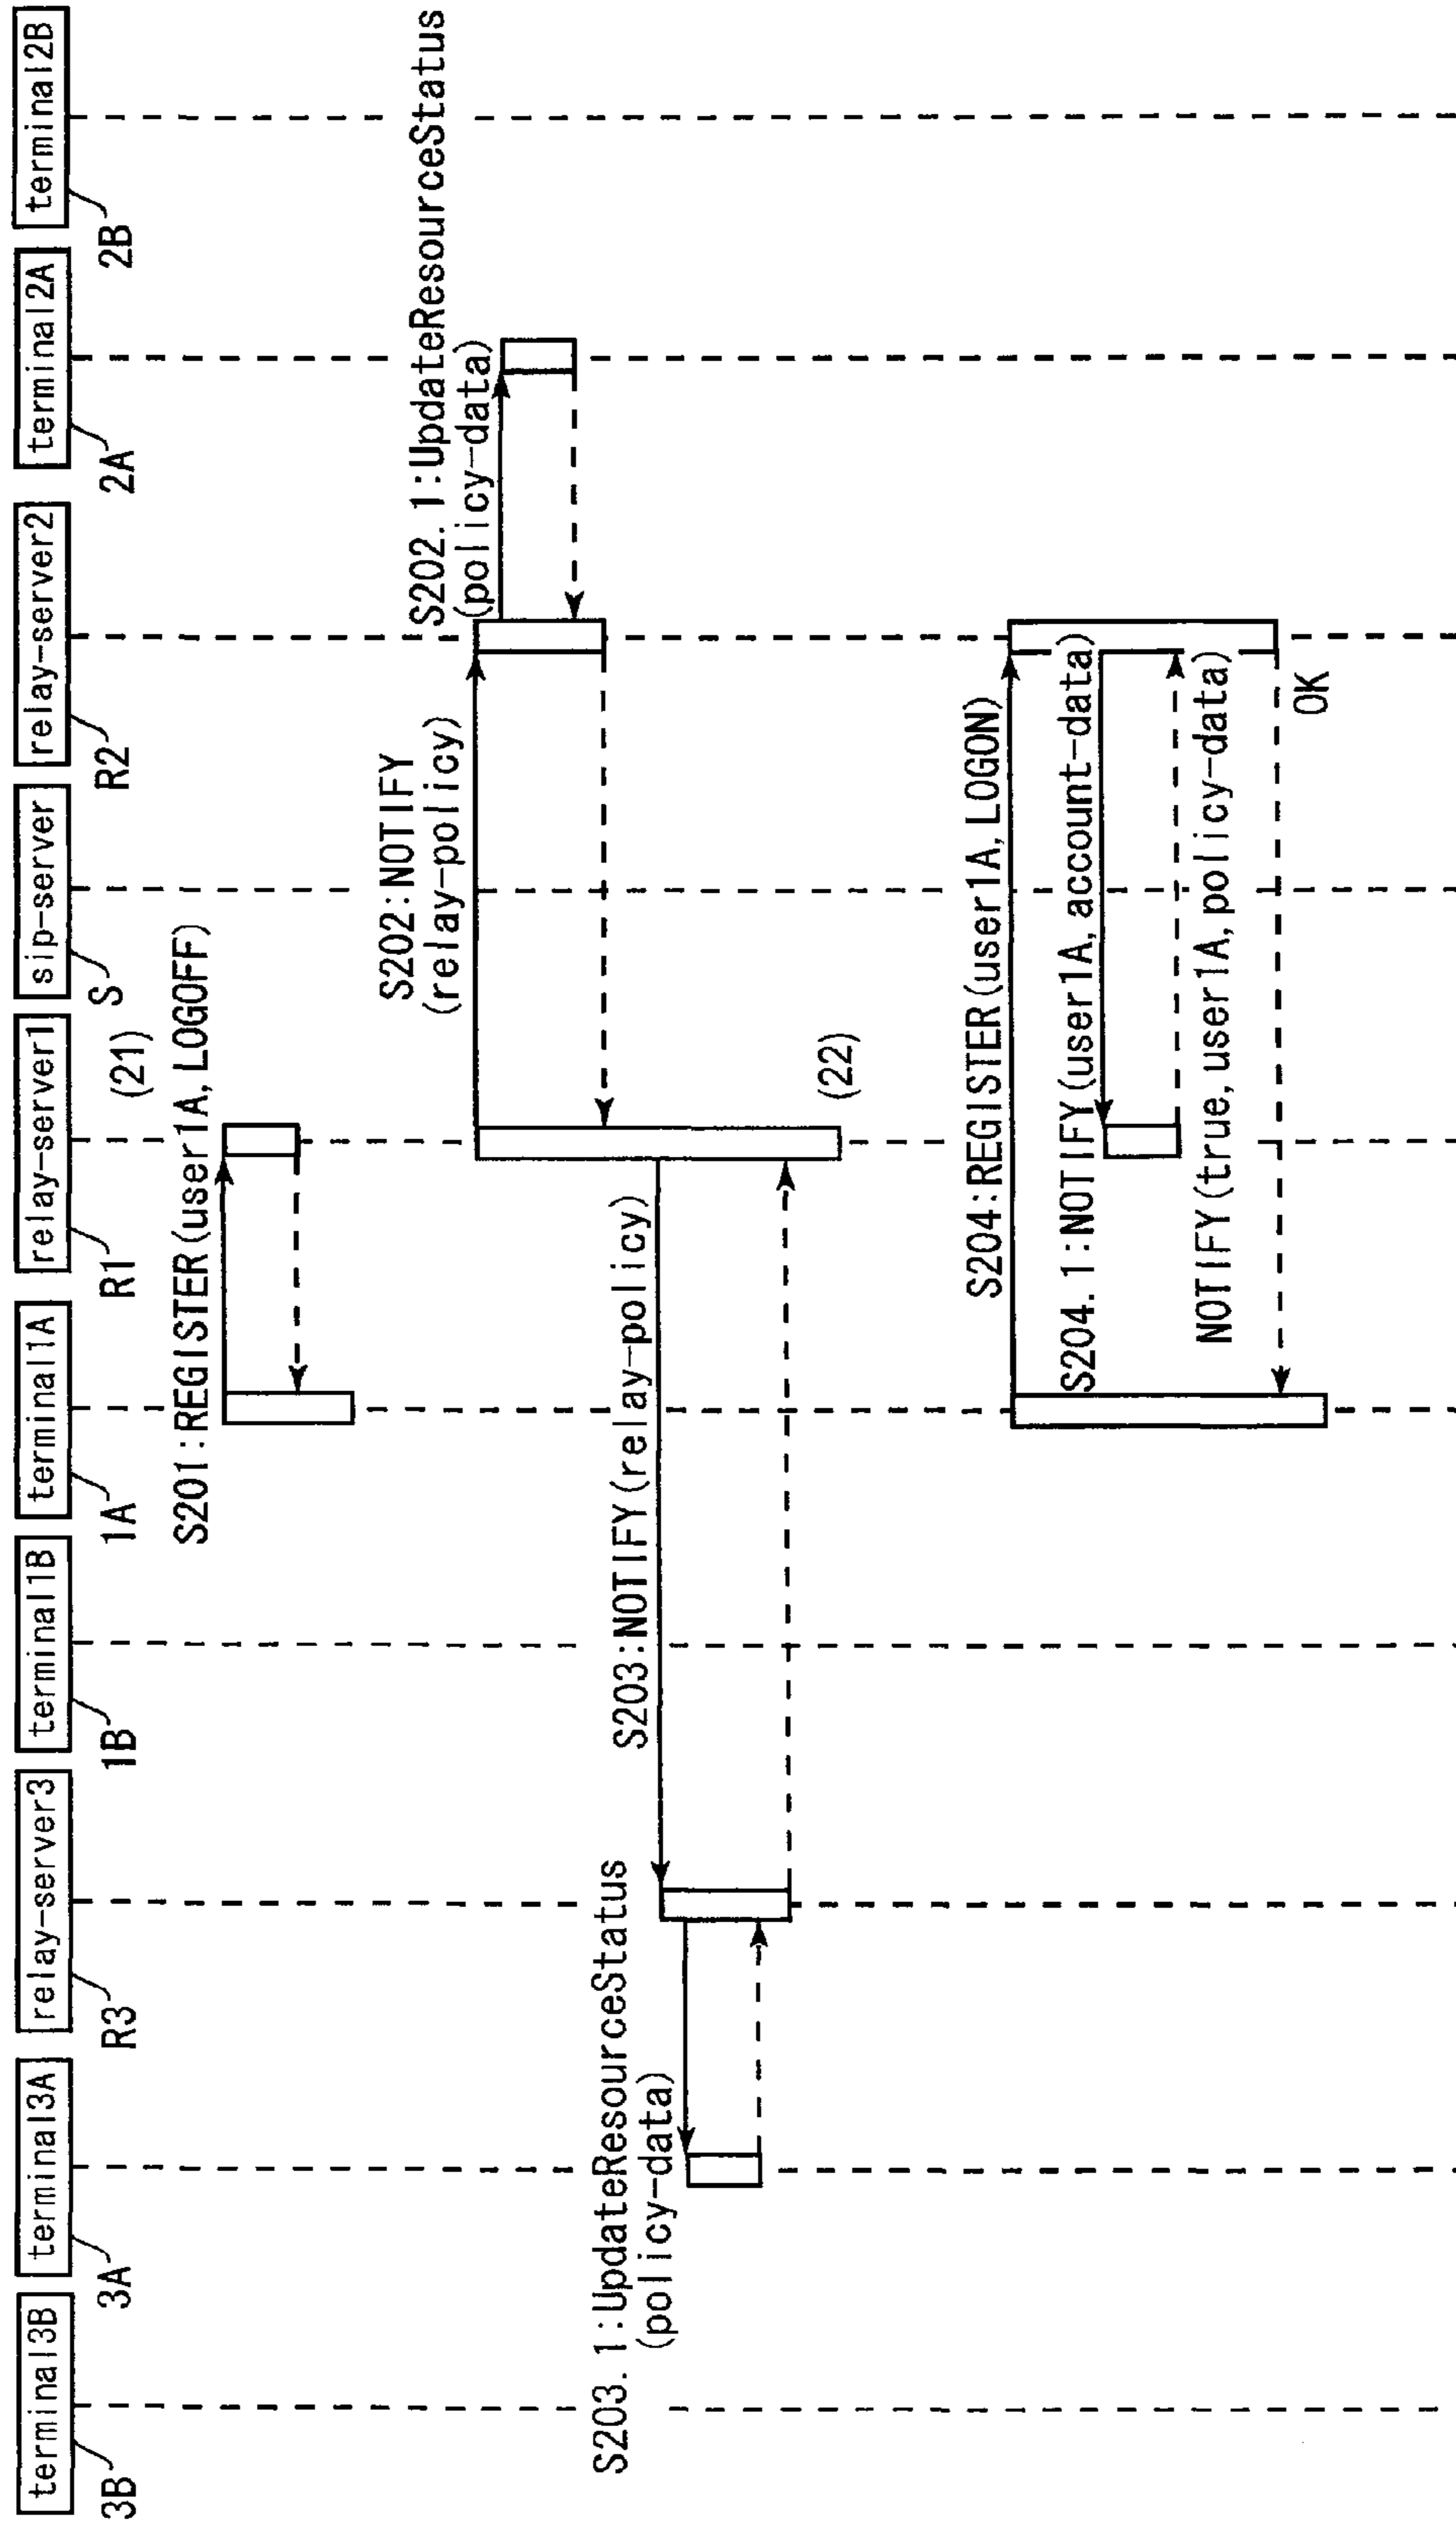 terminal3B
terminal3A
relay-server3
terminal1B
terminal1A
relay-server1
sip-server
relay-server2
terminal2A
terminal2B
3B
3A
R3
1B
1A
R1
S
R2
2A
2B
(21)
S201:REGISTER(user1A, LOGOFF)
S202:NOTIFY
(relay-policy)
S202. 1:UpdateResourceStatus
(policy-data)
S203:NOTIFY(relay-policy)
S203. 1:UpdateResourceStatus
(policy-data)
(22)
S204:REGISTER(user1A, LOGON)
S204. 1:NOTIFY(user1A, account-data)
NOTIFY(true, user1A, policy-data)
OK